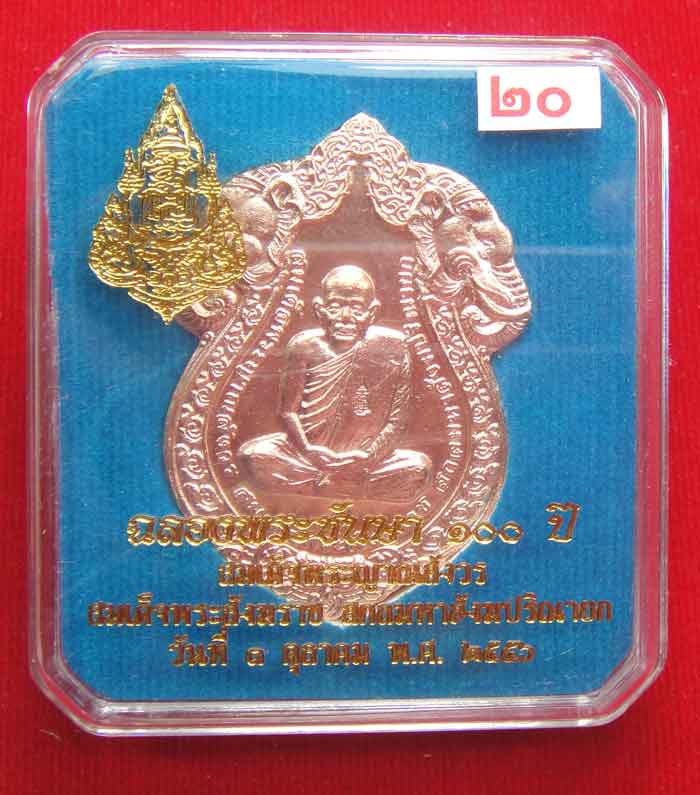 ๒๐
ฉลองพระชันษา ๑๐๐ ปี
สมเด็จพระญาณสังวร
สมเด็จพระสังฆราช สกลมหาสังฆปริณายก
วันที่ ๓ ตุลาคม พ.ศ. ๒๕๕๖